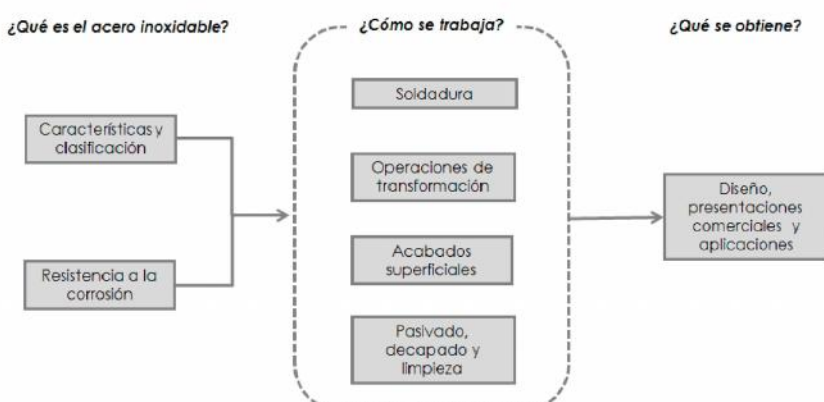 ¿Qué es el acero inoxidable?
¿Cómo se trabaja?
¿Qué se obtiene?
Características y
clasificación
Resistencia a la
corrosión
Soldadura
Operaciones de
transformación
Acabados
superficiales
Pasivado,
decapado y
limpieza
Diseño,
presentaciones
comerciales y
aplicaciones